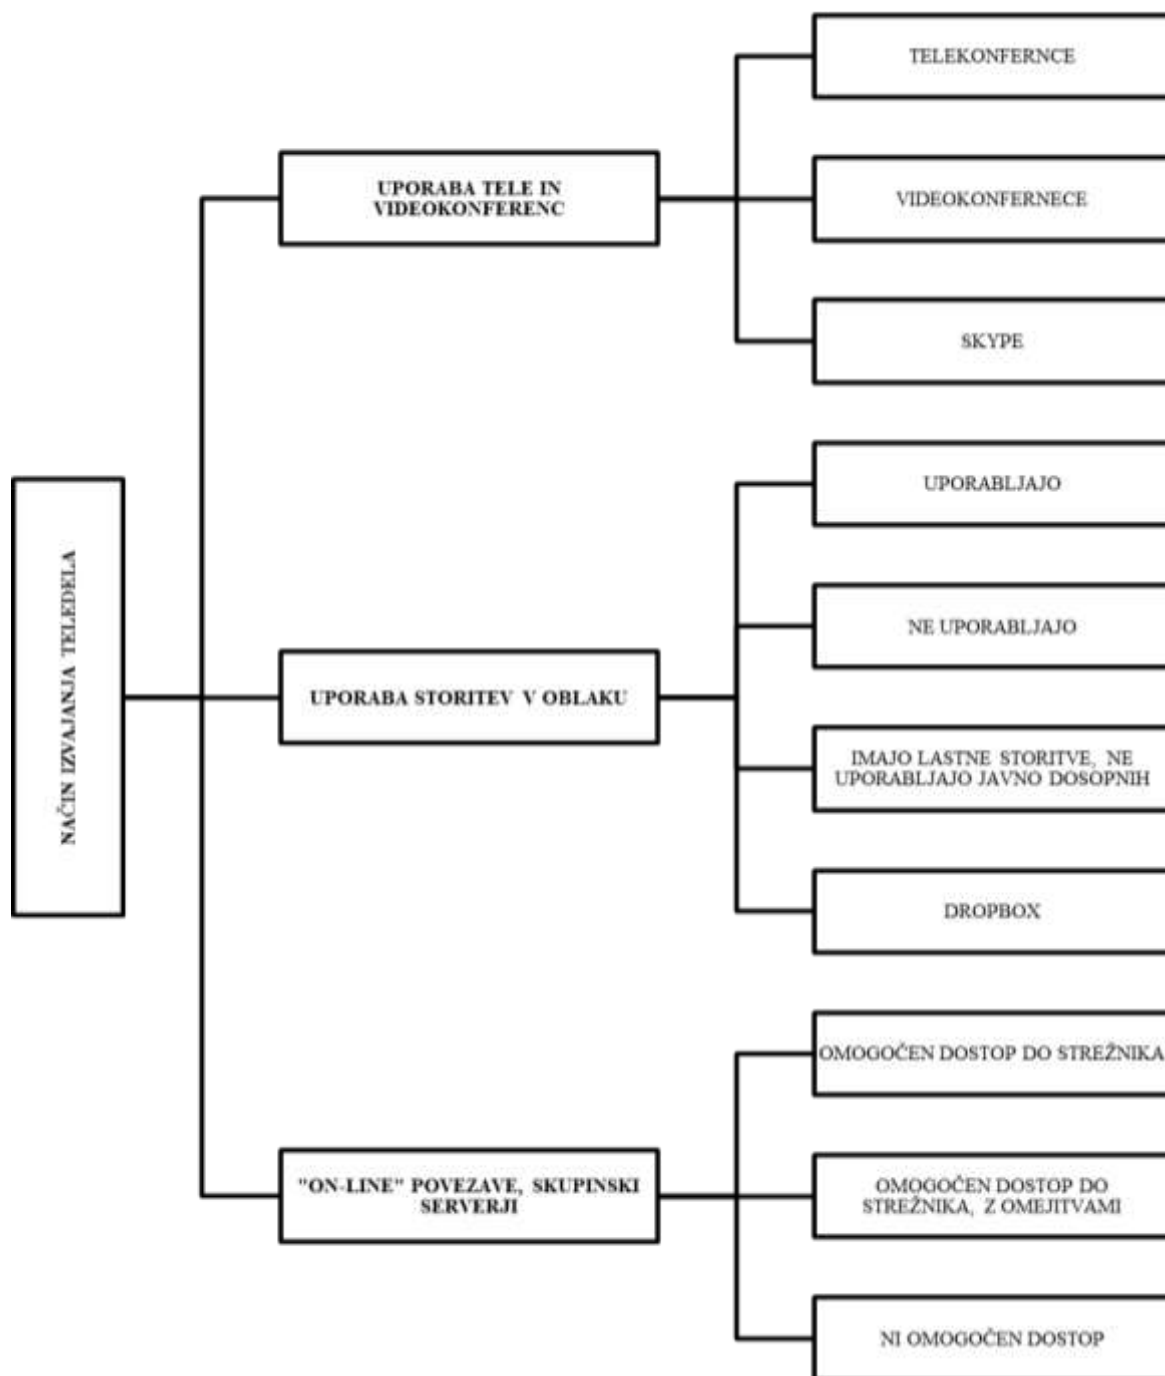 NAČIN IZVAJANJA TELEDELA
UPORABA TELE IN
VIDEOKONFERENC
TELEKONFERNCE
VIDEOKONFERNECE
SKYPE
UPORABA STORITEV V OBLAKU
UPORABLJAJO
NE UPORABLJAJO
IMAJO LASTNE STORITVE, NE
UPORABLJAJO JAVNO DOSOPNIH
DROPBOX
"ON-LINE" POVEZAVE, SKUPINSKI
SERVERJI
OMOGOČEN DOSTOP DO STREŽNIKA
OMOGOČEN DOSTOP DO
STREŽNIKA, Z OMEJITVAMI
NI OMOGOČEN DOSTOP